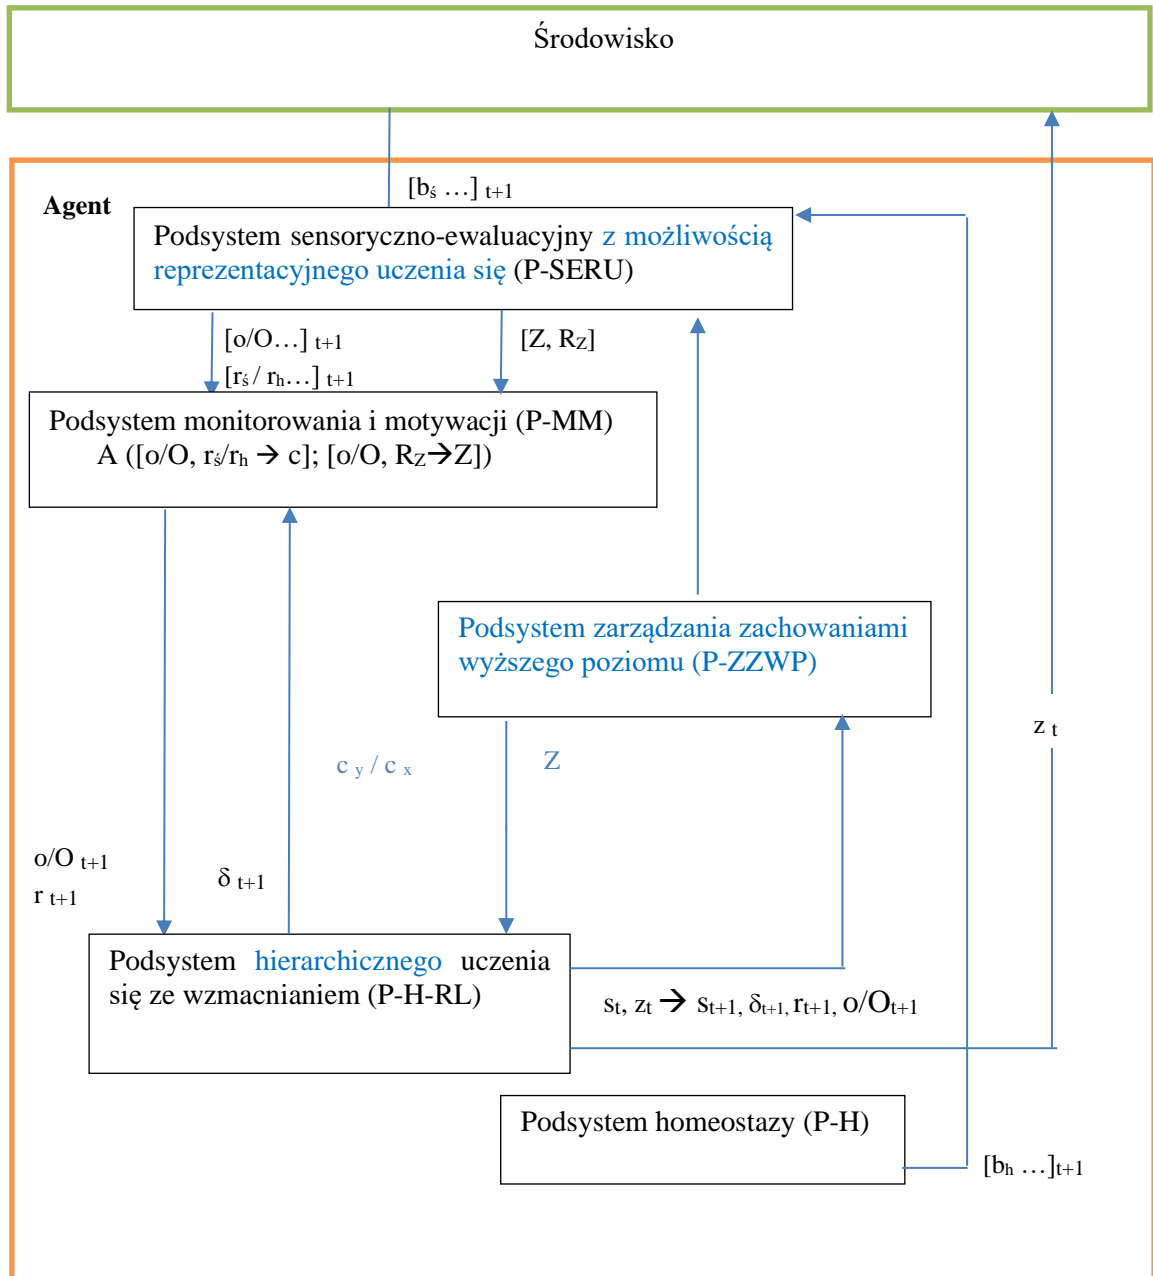 Środowisko
[bś …] t+1
Agent
Podsystem sensoryczno-ewaluacyjny z możliwością
reprezentacyjnego uczenia się (P-SERU)
[o/O…] t+1
[Z, RZ]
[rś / rh…] t+1
Podsystem monitorowania i motywacji (P-MM)
A ([o/O, rś/rh → c]; [o/O, RZ→Z])
Podsystem zarządzania zachowaniami
wyższego poziomu (P-ZZWP)
z t
c y / c x
Z
o/O t+1
r t+1
δ t+1
Podsystem hierarchicznego uczenia
się ze wzmacnianiem (P-H-RL)
st, zt → st+1, δt+1, rt+1, o/Ot+1
Podsystem homeostazy (P-H)
[bh …]t+1